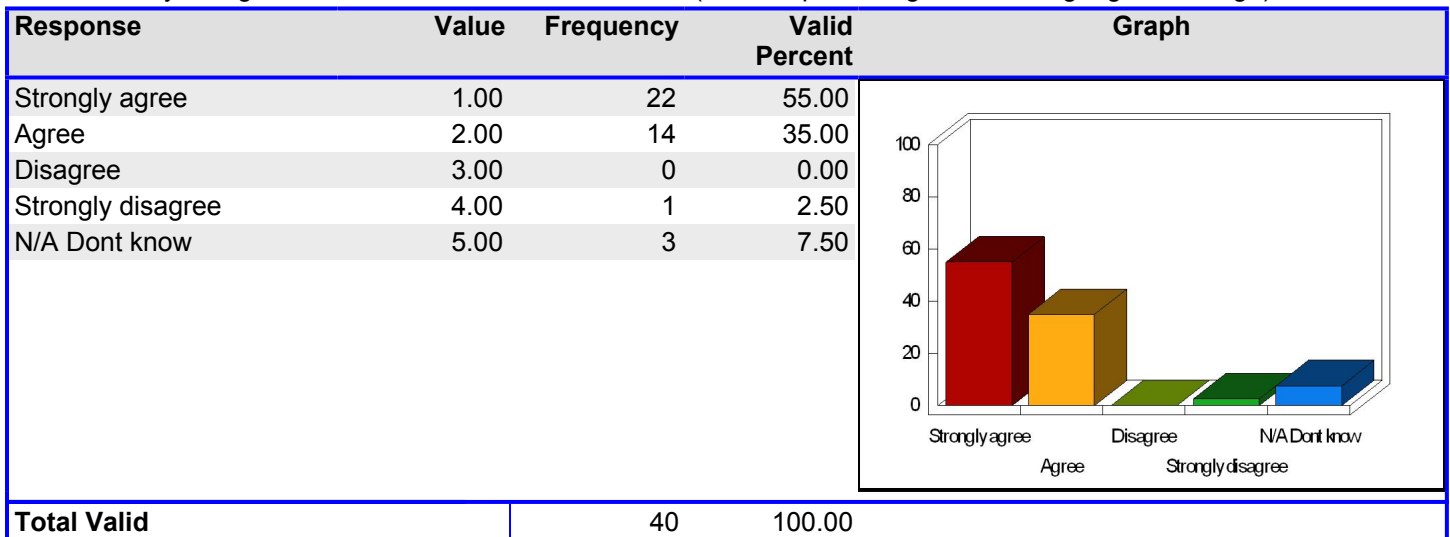 Response Value Frequency Valid Percent Graph
Strongly agree 1.00 22 55.00
Agree 2.00 14 35.00
Disagree 3.00 0 0.00
Strongly disagree 4.00 1 2.50
N/A Dont know 5.00 3 7.50
100
80
60
40
20
0
Strongly agree Disagree N/A Dont know
Agree Strongly disagree
Total Valid 40 100.00